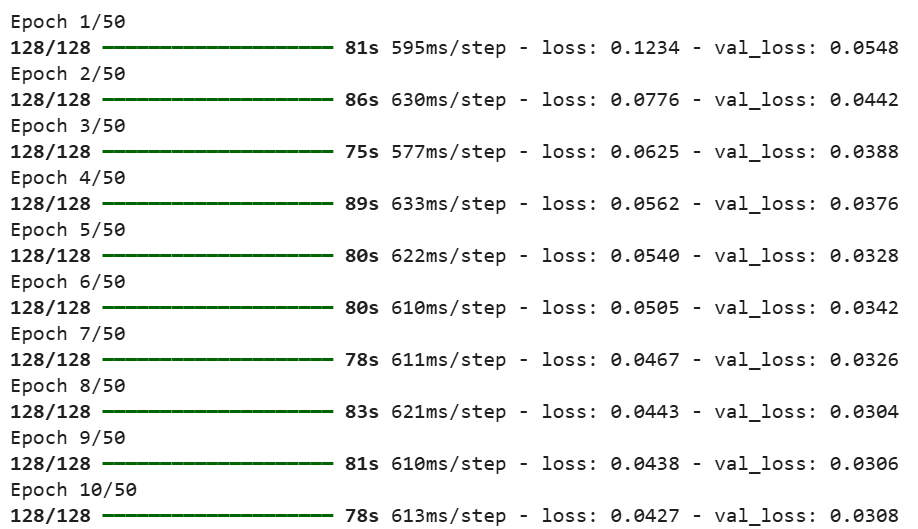 Epoch 1/50
128/128 ━━━━━━━━━━━━━━━━━━━━ 81s 595ms/step - loss: 0.1234 - val_loss: 0.0548
Epoch 2/50
128/128 ━━━━━━━━━━━━━━━━━━━━ 86s 630ms/step - loss: 0.0776 - val_loss: 0.0442
Epoch 3/50
128/128 ━━━━━━━━━━━━━━━━━━━━ 75s 577ms/step - loss: 0.0625 - val_loss: 0.0388
Epoch 4/50
128/128 ━━━━━━━━━━━━━━━━━━━━ 89s 633ms/step - loss: 0.0562 - val_loss: 0.0376
Epoch 5/50
128/128 ━━━━━━━━━━━━━━━━━━━━ 80s 622ms/step - loss: 0.0540 - val_loss: 0.0328
Epoch 6/50
128/128 ━━━━━━━━━━━━━━━━━━━━ 80s 610ms/step - loss: 0.0505 - val_loss: 0.0342
Epoch 7/50
128/128 ━━━━━━━━━━━━━━━━━━━━ 78s 611ms/step - loss: 0.0467 - val_loss: 0.0326
Epoch 8/50
128/128 ━━━━━━━━━━━━━━━━━━━━ 83s 621ms/step - loss: 0.0443 - val_loss: 0.0304
Epoch 9/50
128/128 ━━━━━━━━━━━━━━━━━━━━ 81s 610ms/step - loss: 0.0438 - val_loss: 0.0306
Epoch 10/50
128/128 ━━━━━━━━━━━━━━━━━━━━ 78s 613ms/step - loss: 0.0427 - val_loss: 0.0308